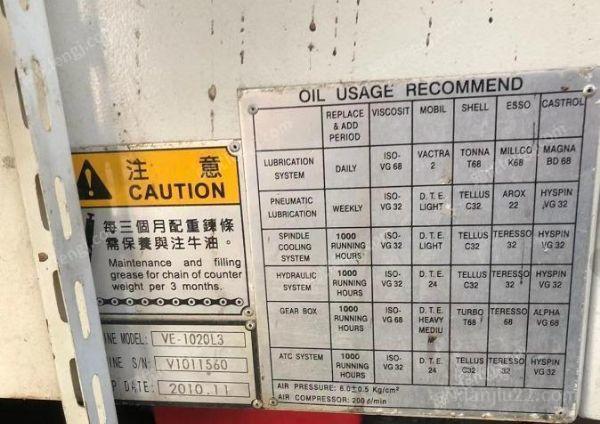 注 意
CAUTION
每三個月配重鍊條
需保養與注牛油。
Maintenance and filling
grease for chain of counter
weight per 3 months.
NE MODEL: VE-1020L3
INE S/N: V1011560
P DATE: 2010.11
OIL USAGE RECOMMEND
REPLACE & ADD PERIOD VISCOSIT MOBIL SHELL ESSO CASTROL
LUBRICATION SYSTEM DAILY ISO-VG 68 VACTRA 2 TONNA T68 MILLCO K68 MAGNA BD 68
PNEUMATIC LUBRICATION WEEKLY ISO-VG 32 D.T.E. LIGHT TELLUS C32 AROX 22 HYSPIN VG 32
SPINDLE COOLING SYSTEM 1000 RUNNING HOURS ISO-VG 32 D.T.E. LIGHT TELLUS C32 TERESSO 32 HYSPIN VG 32
HYDRAULIC SYSTEM 1000 RUNNING HOURS ISO-VG 32 D.T.E. 24 TELLUS C32 TERESSO 32 HYSPIN VG 32
GEAR BOX 1000 RUNNING HOURS ISO-VG 68 D.T.E. HEAVY MEDIU TURBO T68 TERESSO 68 ALPHA VG 68
ATC SYSTEM 1000 RUNNING HOURS ISO-VG 32 D.T.E. 24 TELLUS C32 TERESSO 32 HYSPIN VG 32
AIR PRESSURE: 6.0±0.5 Kg/cm²
AIR COMPRESSOR: 200 ℓ/min